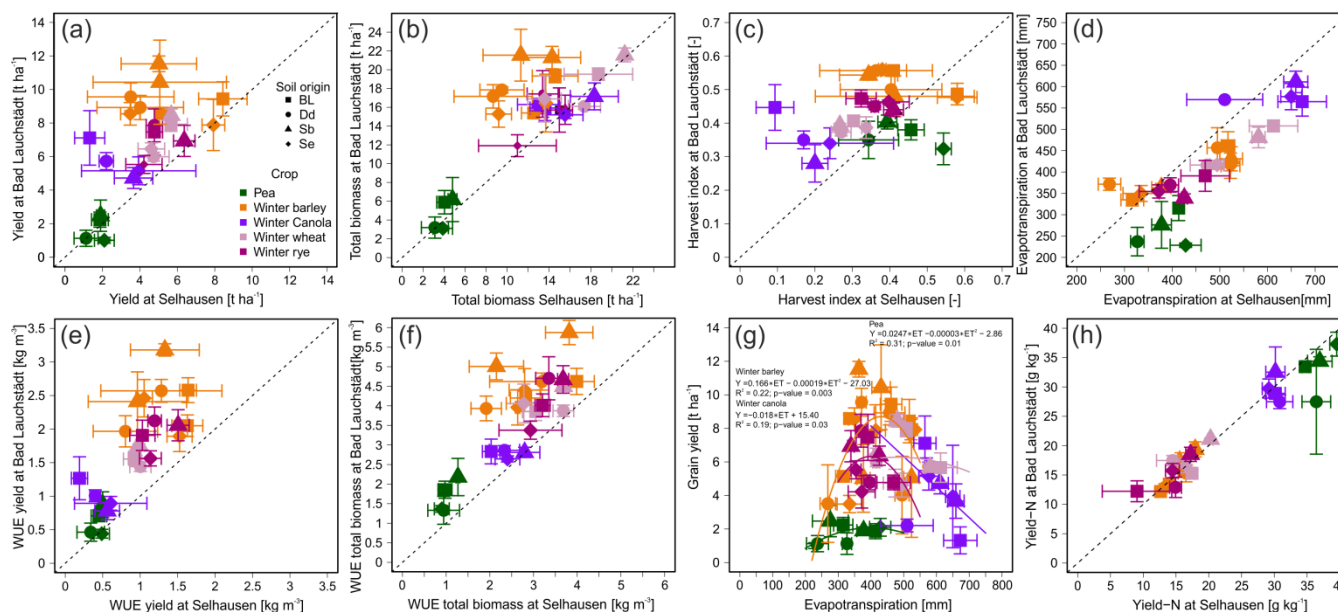 (a)
Yield at Bad Lauchstädt [t ha⁻¹]
14
12
10
8
6
4
2
0
0 2 4 6 8 10 12 14
Yield at Selhausen [t ha⁻¹]
Soil origin
BL
Dd
Sb
Se
Crop
Pea
Winter barley
Winter Canola
Winter wheat
Winter rye
(b)
Total biomass at Bad Lauchstädt [t ha⁻¹]
24
21
18
15
12
9
6
3
0
0 2 4 6 8 10 12 14 16 18 22
Total biomass Selhausen [t ha⁻¹]
(c)
Harvest index at Bad Lauchstädt [-]
0.7
0.6
0.5
0.4
0.3
0.2
0.1
0
0.0 0.1 0.2 0.3 0.4 0.5 0.6 0.7
Harvest index at Selhausen [-]
(d)
Evapotranspiration at Bad Lauchstädt [mm]
750
700
650
600
550
500
450
400
350
300
250
200
200 300 400 500 600 700
Evapotranspiration at Selhausen[mm]
(e)
WUE yield at Bad Lauchstädt [kg m⁻³]
3.5
3
2.5
2
1.5
1
0.5
0
0.0 0.5 1.0 1.5 2.0 2.5 3.0 3.5
WUE yield at Selhausen [kg m⁻³]
(f)
WUE total biomass at Bad Lauchstädt[kg m⁻³]
6
5.5
5
4.5
4
3.5
3
2.5
2
1.5
1
0.5
0
0 1 2 3 4 5 6
WUE total biomass at Selhausen [kg m⁻³]
(g)
Grain yield [t ha⁻¹]
14
12
10
8
6
4
2
0
Pea
Y =0.0247∗ET −0.00003∗ET² − 2.86
R² = 0.31; p−value = 0.01
Winter barley
Y =0.166∗ET − 0.00019∗ET² − 27.03
R² = 0.22; p−value = 0.003
Winter canola
Y =−0.018∗ET + 15.40
R² = 0.19; p−value = 0.03
0 100 200 300 400 500 600 700 800
Evapotranspiration [mm]
(h)
Yield−N at Bad Lauchstädt [g kg⁻¹]
40
35
30
25
20
15
10
5
0
0 5 10 15 20 25 30 35 40
Yield−N at Selhausen [g kg⁻¹]